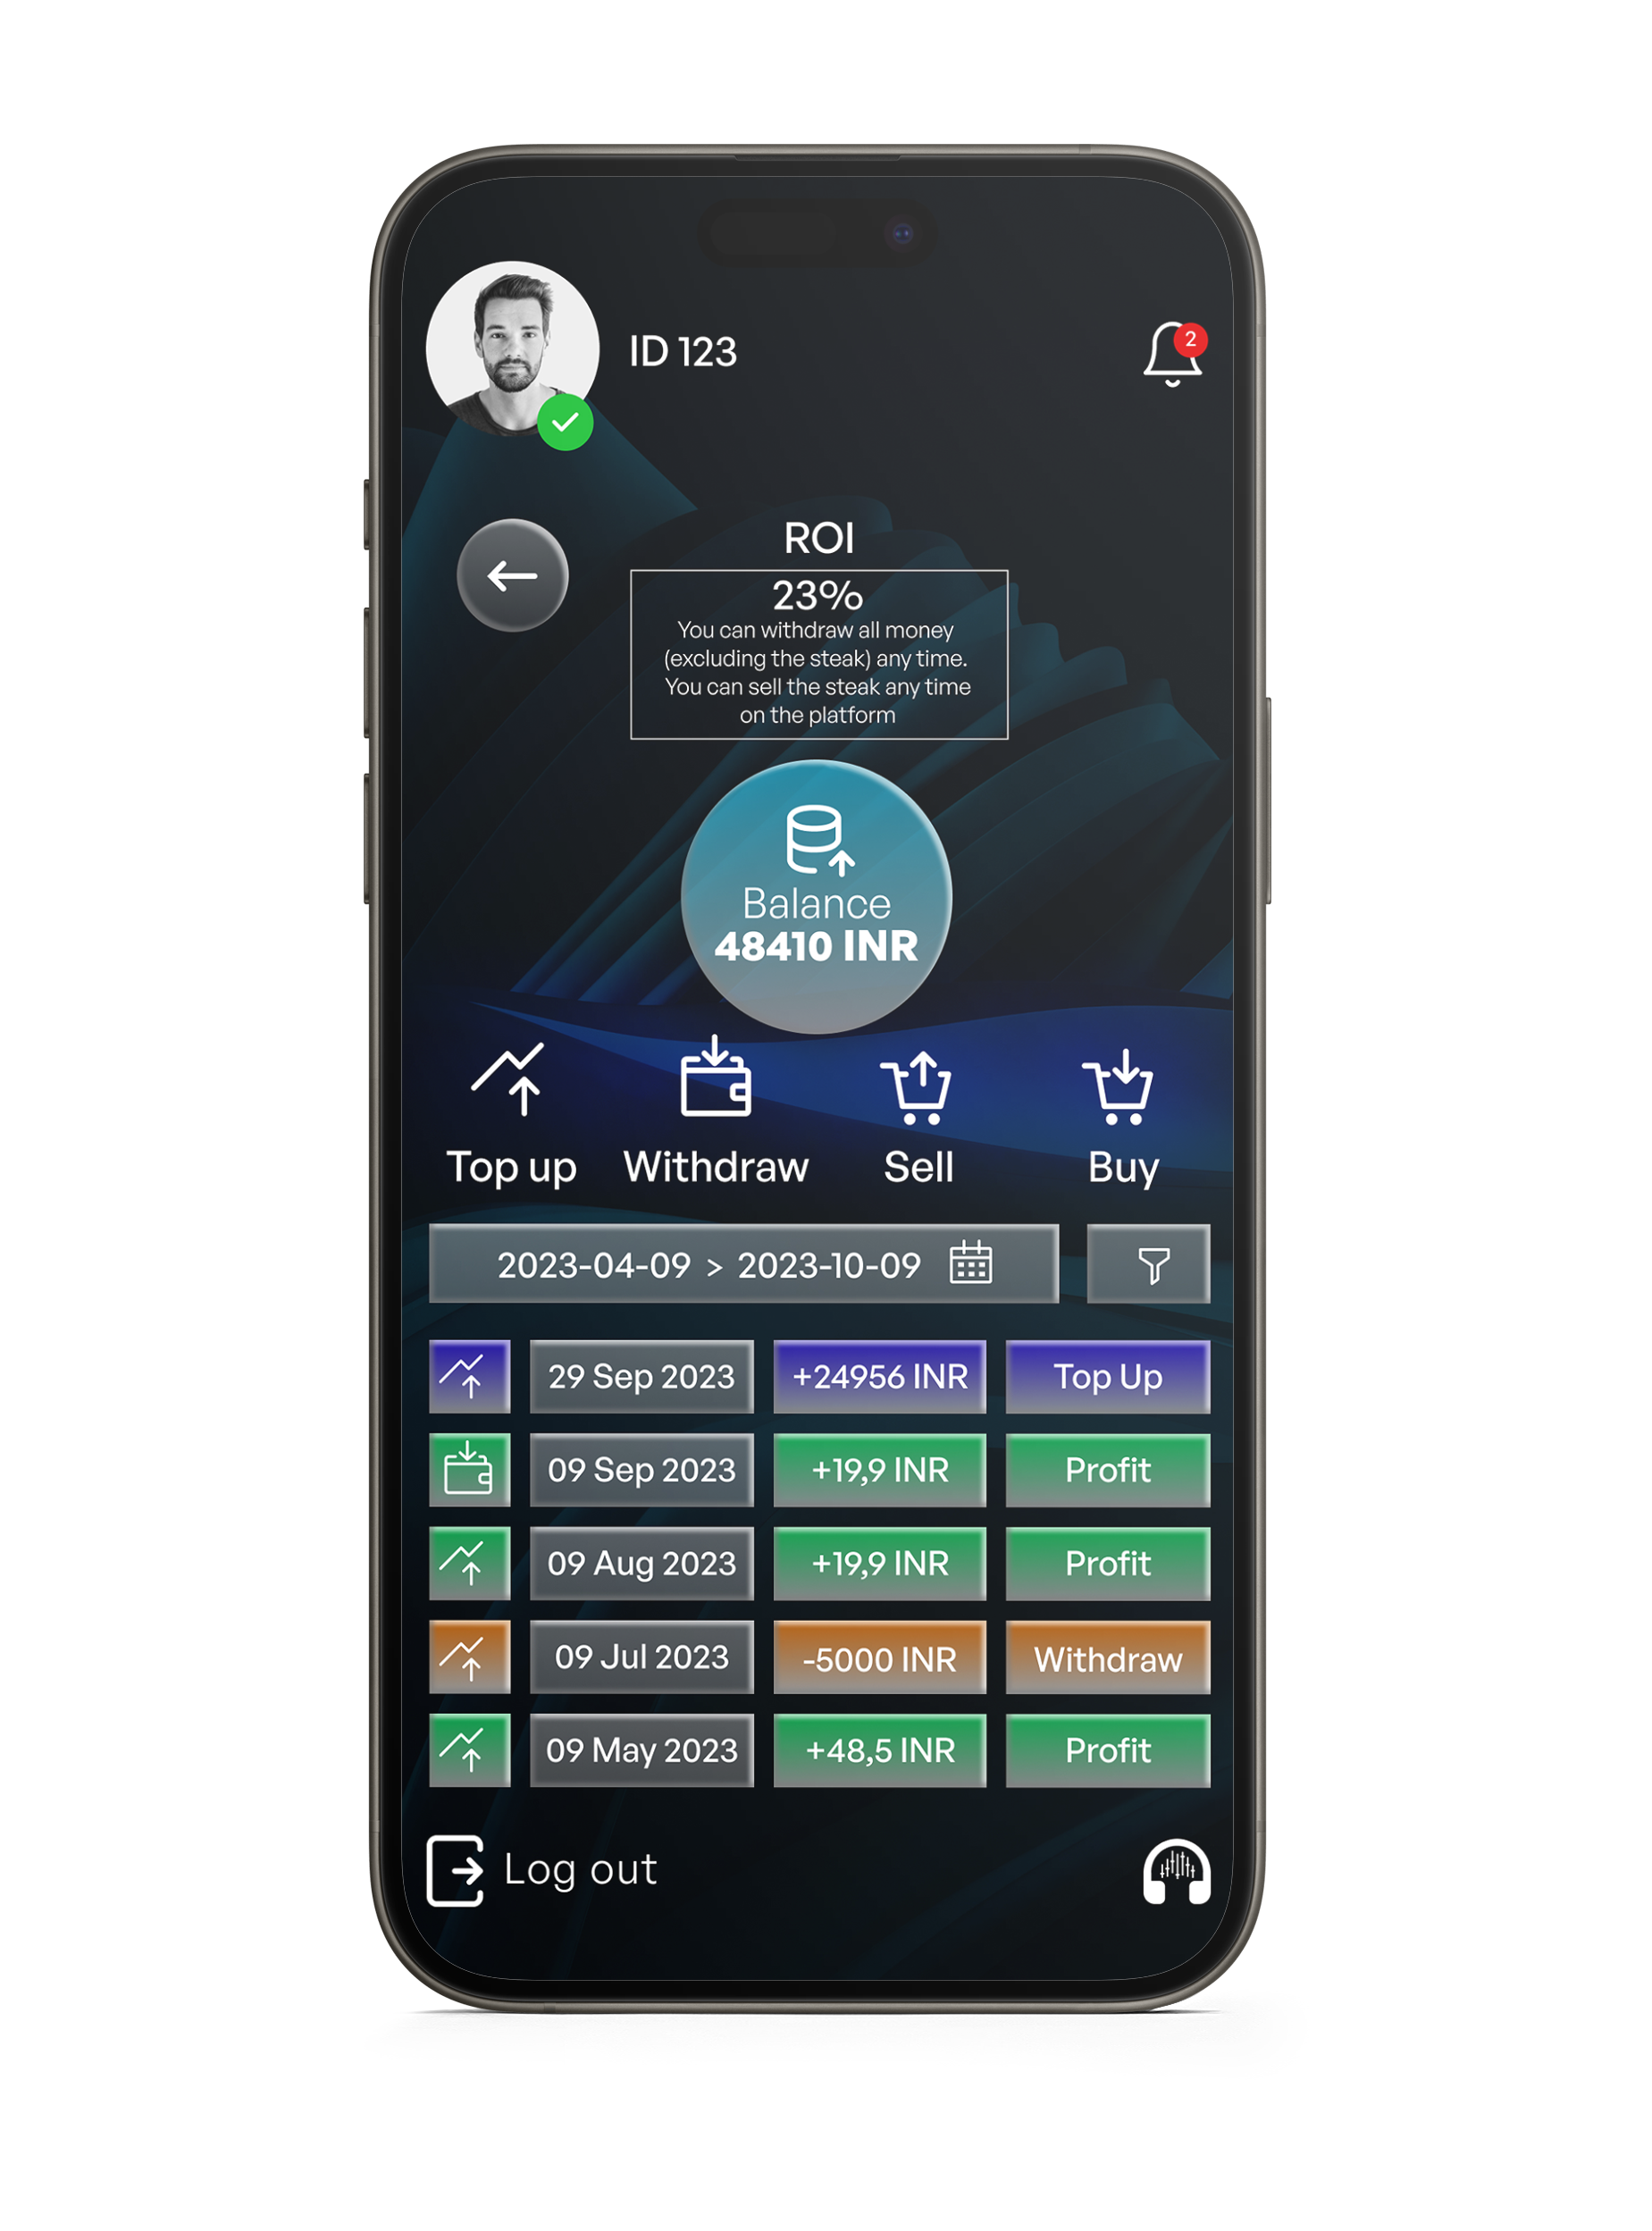 ID 123
2
ROI
23%
You can withdraw all money
(excluding the steak) any time.
You can sell the steak any time
on the platform
Balance
48410 INR
Top up Withdraw Sell Buy
2023-04-09 > 2023-10-09
29 Sep 2023 +24956 INR Top Up
09 Sep 2023 +19,9 INR Profit
09 Aug 2023 +19,9 INR Profit
09 Jul 2023 -5000 INR Withdraw
09 May 2023 +48,5 INR Profit
Log out